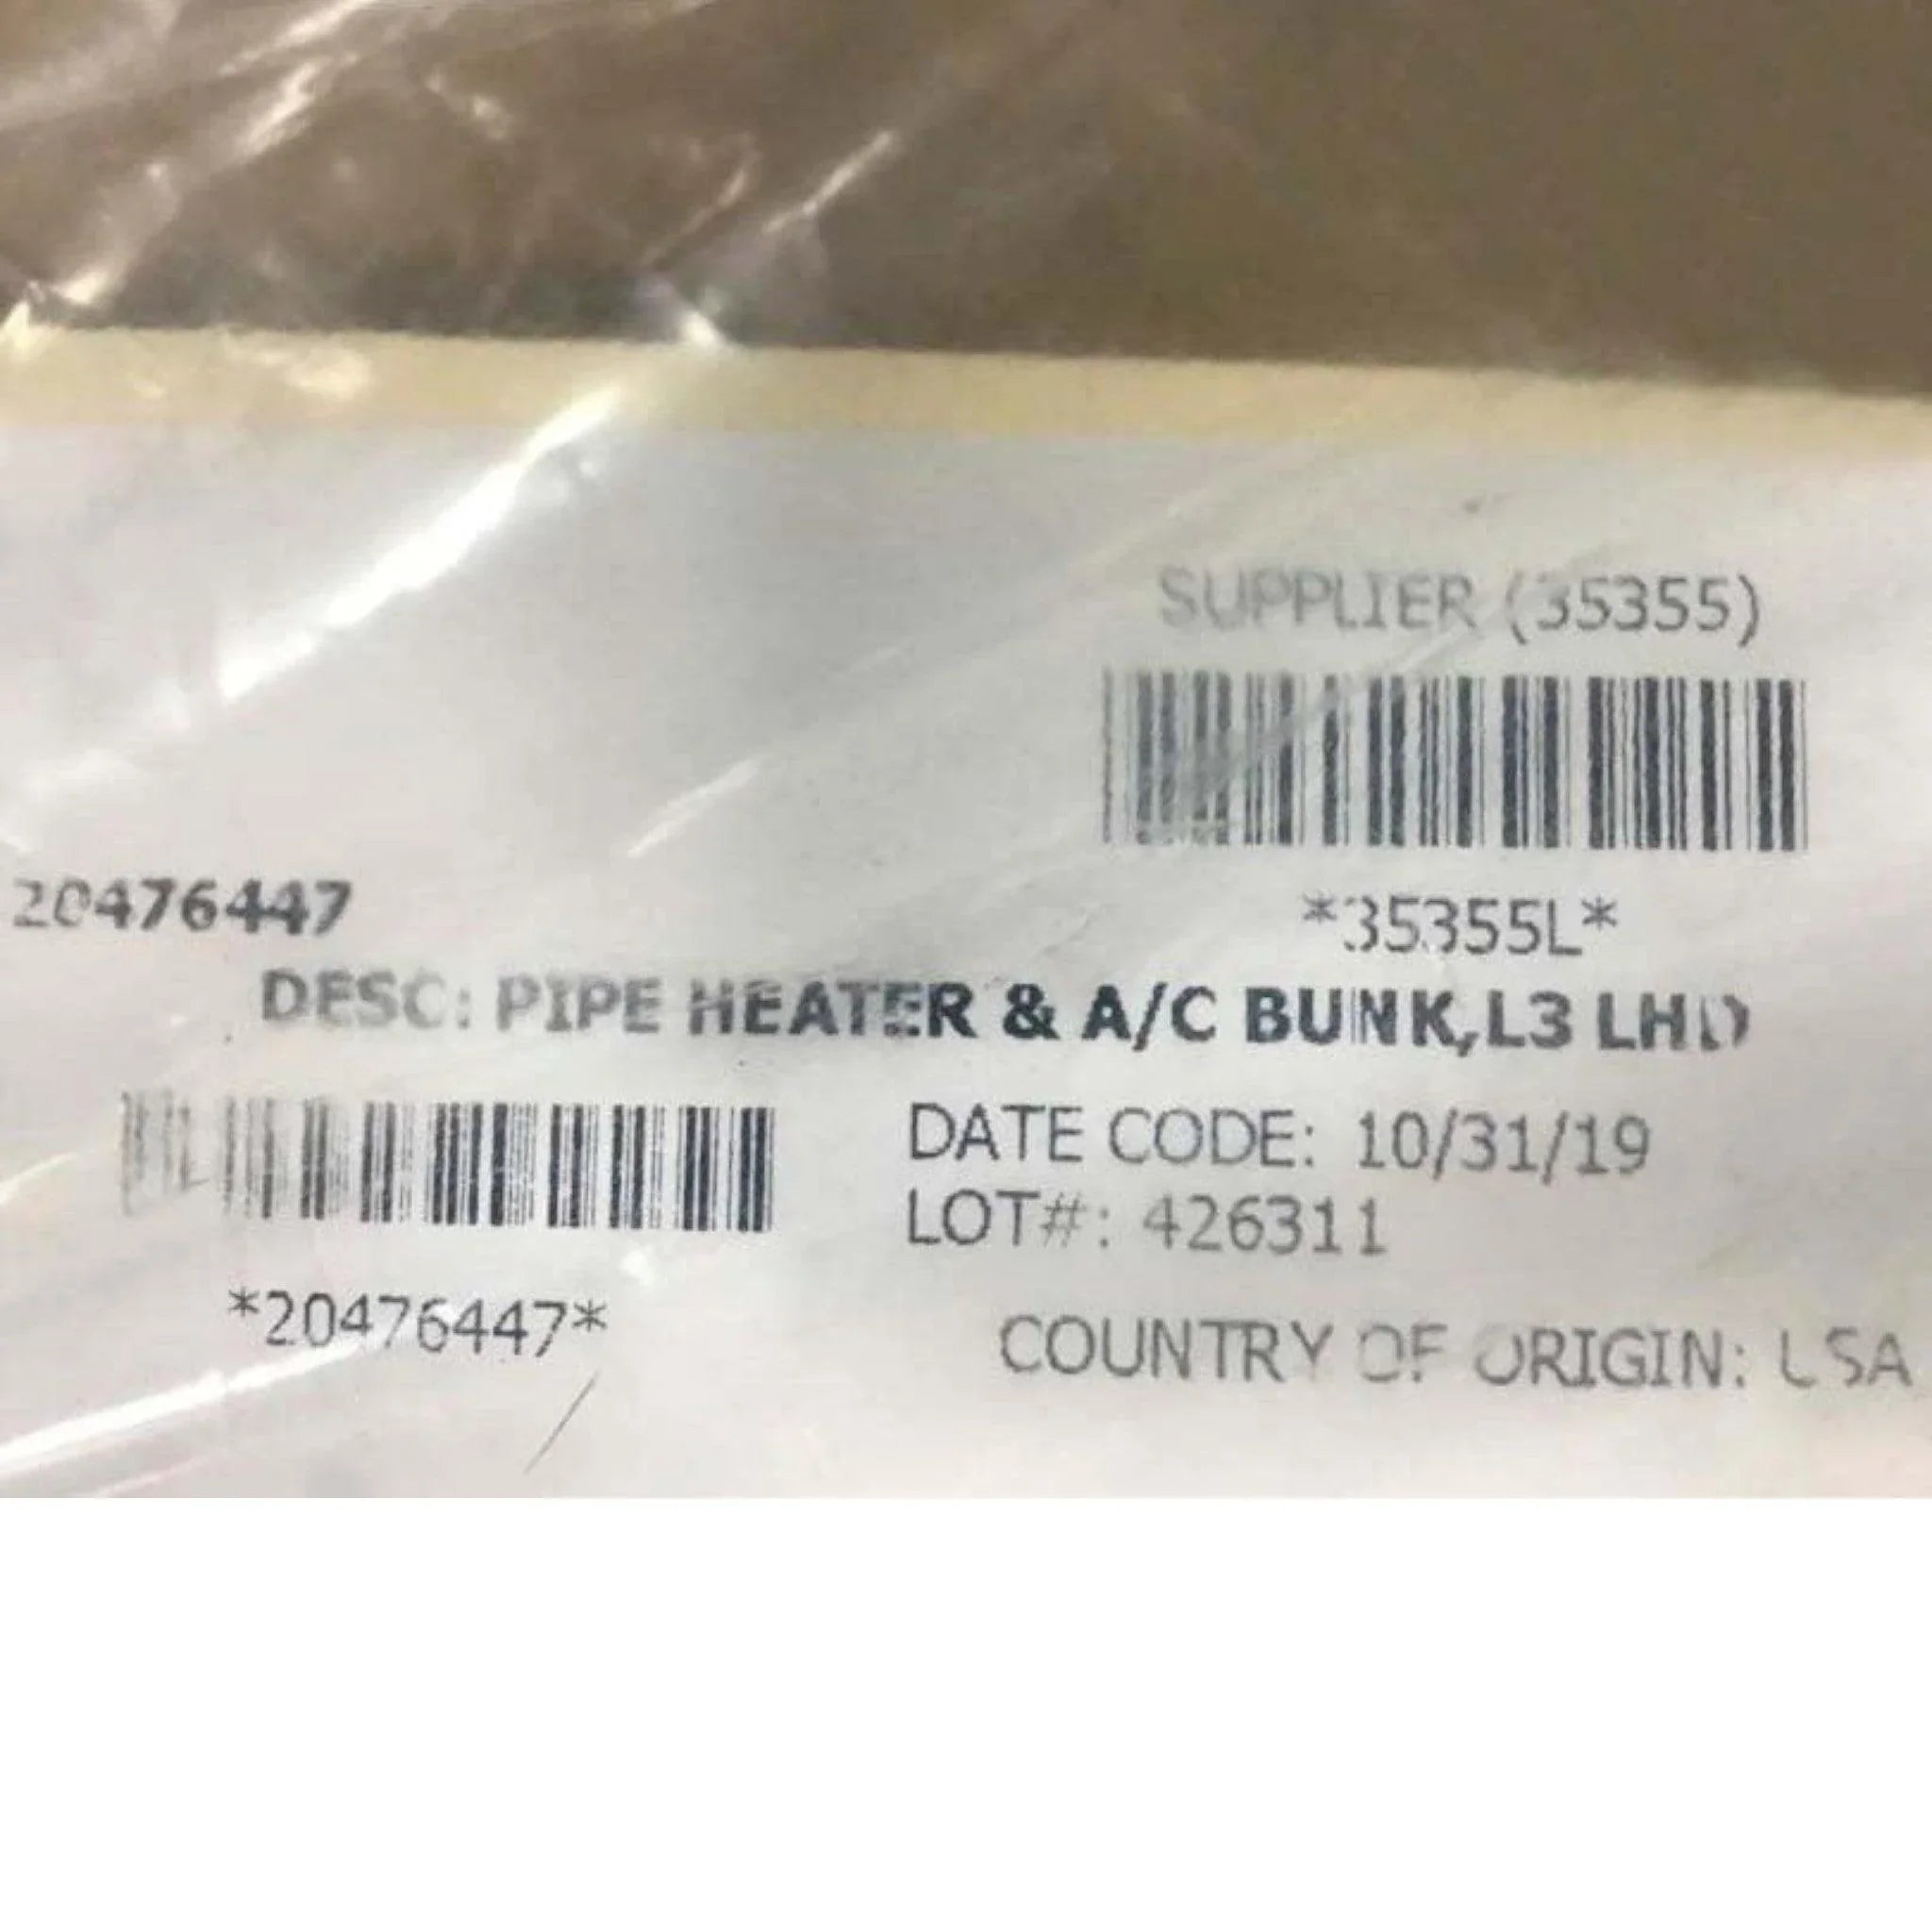 SUPPLIER (35355)
*35355L*
20476447
DESC: PIPE HEATER & A/C BUNK,L3 LHD
DATE CODE: 10/31/19
LOT#: 426311
*20476447*
COUNTRY OF ORIGIN: USA